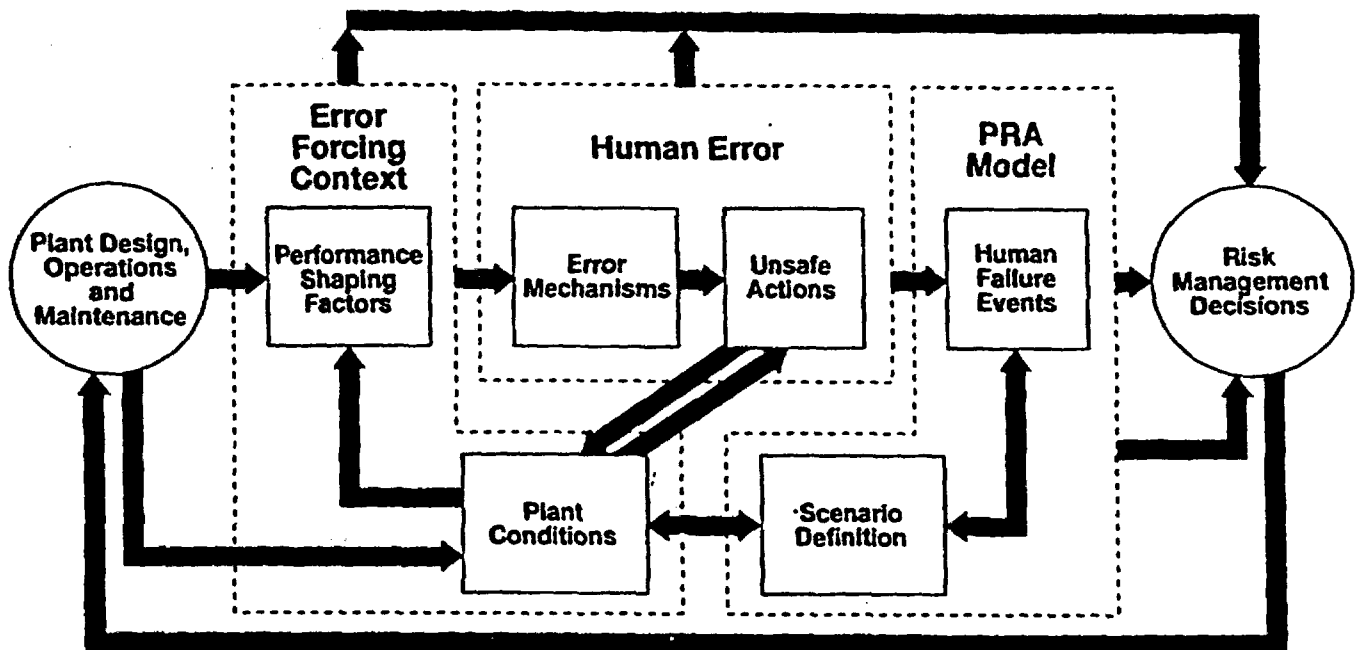 Error
Forcing
Context
Human Error
PRA
Model
Plant Design,
Operations
and
Maintenance
Performance
Shaping
Factors
Error
Mechanisms
Unsafe
Actions
Human
Failure
Events
Risk
Management
Decisions
Plant
Conditions
Scenario
Definition